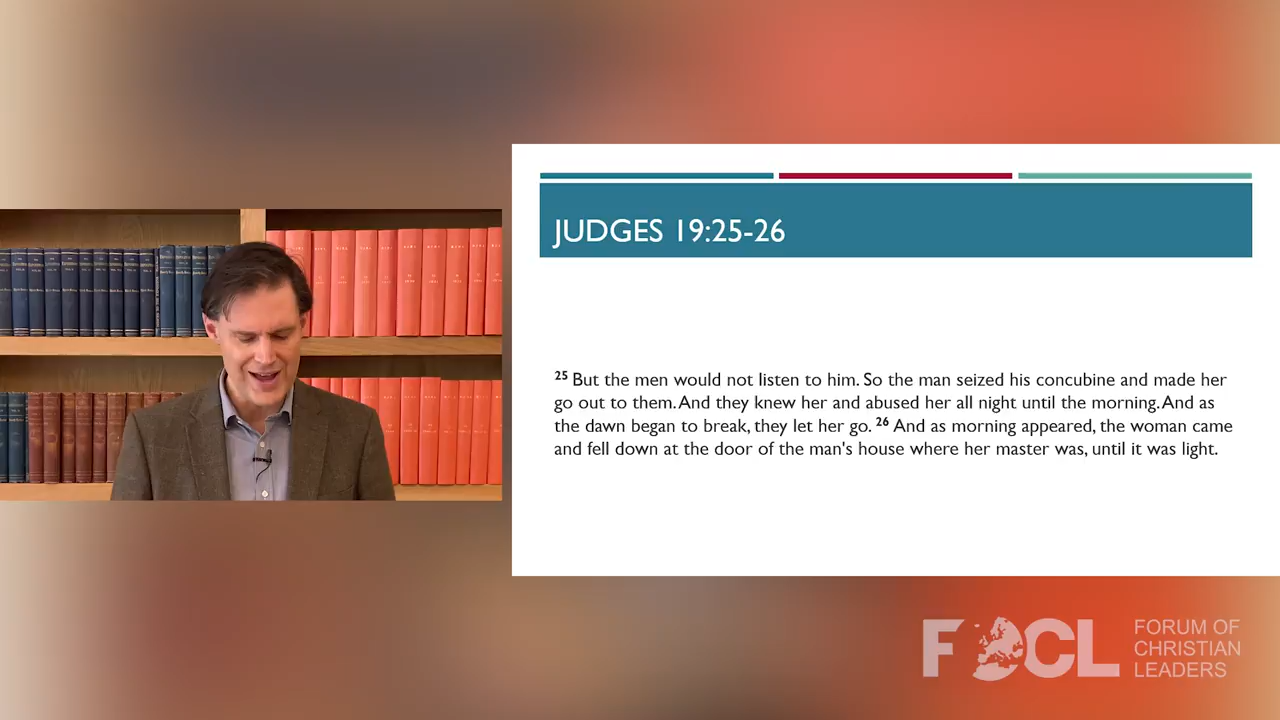 JUDGES 19:25-26
25 But the men would not listen to him. So the man seized his concubine and made her
go out to them. And they knew her and abused her all night until the morning. And as
the dawn began to break, they let her go. 26 And as morning appeared, the woman came
and fell down at the door of the man's house where her master was, until it was light.
FOCL
FORUM OF
CHRISTIAN
LEADERS